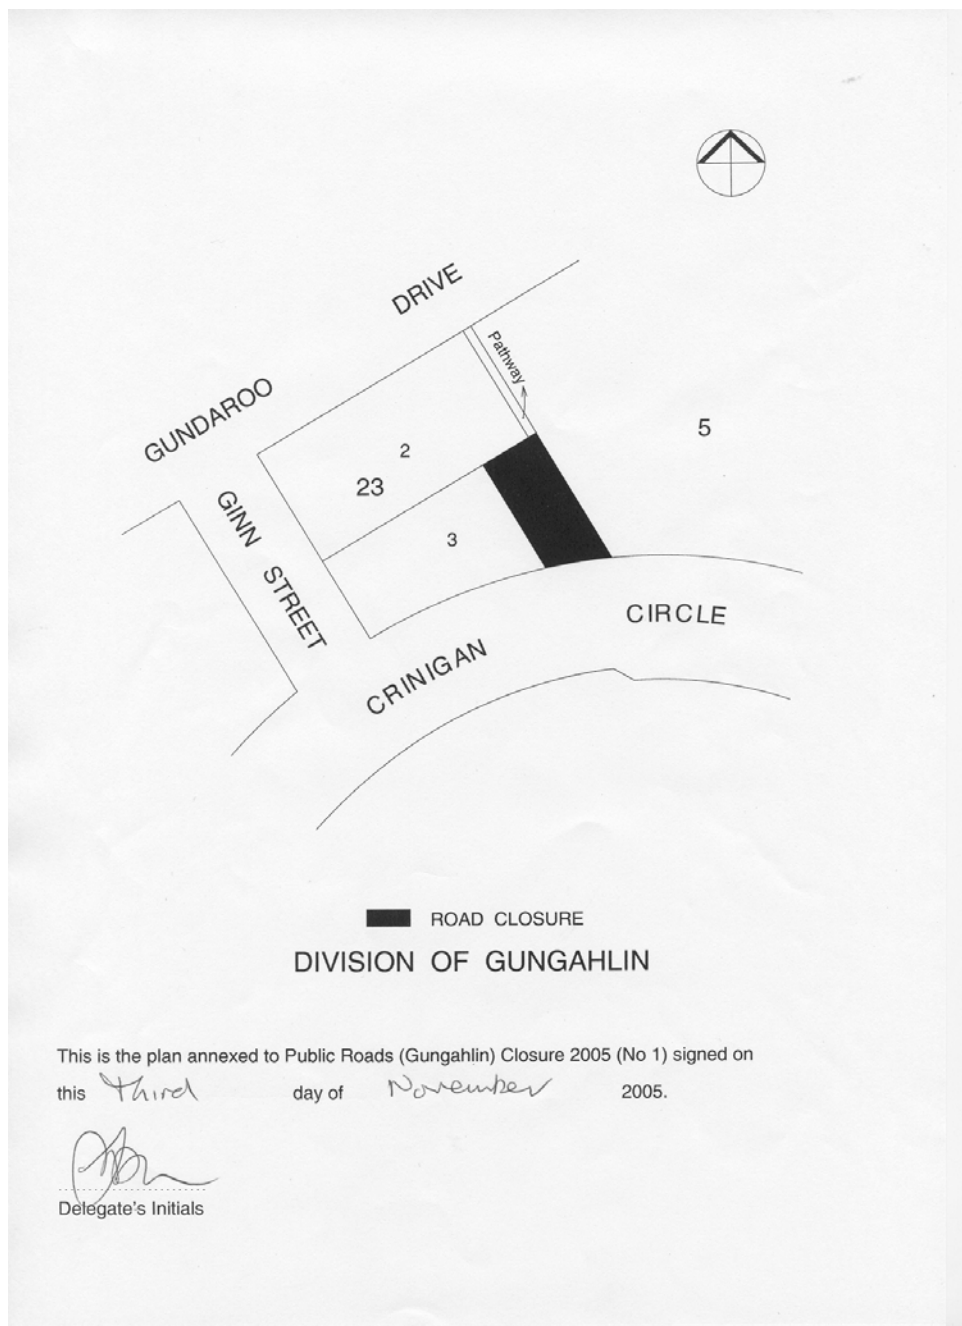 DRIVE
GUNDAROO
Pathway
5
2
23
GINN
3
STREET
CIRCLE
CRINIGAN
ROAD CLOSURE
DIVISION OF GUNGAHLIN
This is the plan annexed to Public Roads (Gungahlin) Closure 2005 (No 1) signed on
this Third day of November 2005.
Delegate's Initials